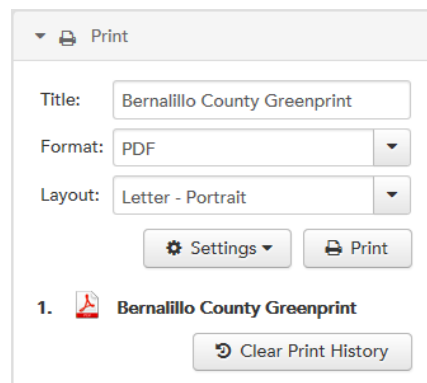 Print
Title: Bernalillo County Greenprint
Format: PDF
Layout: Letter - Portrait
Settings Print
1. Bernalillo County Greenprint
Clear Print History